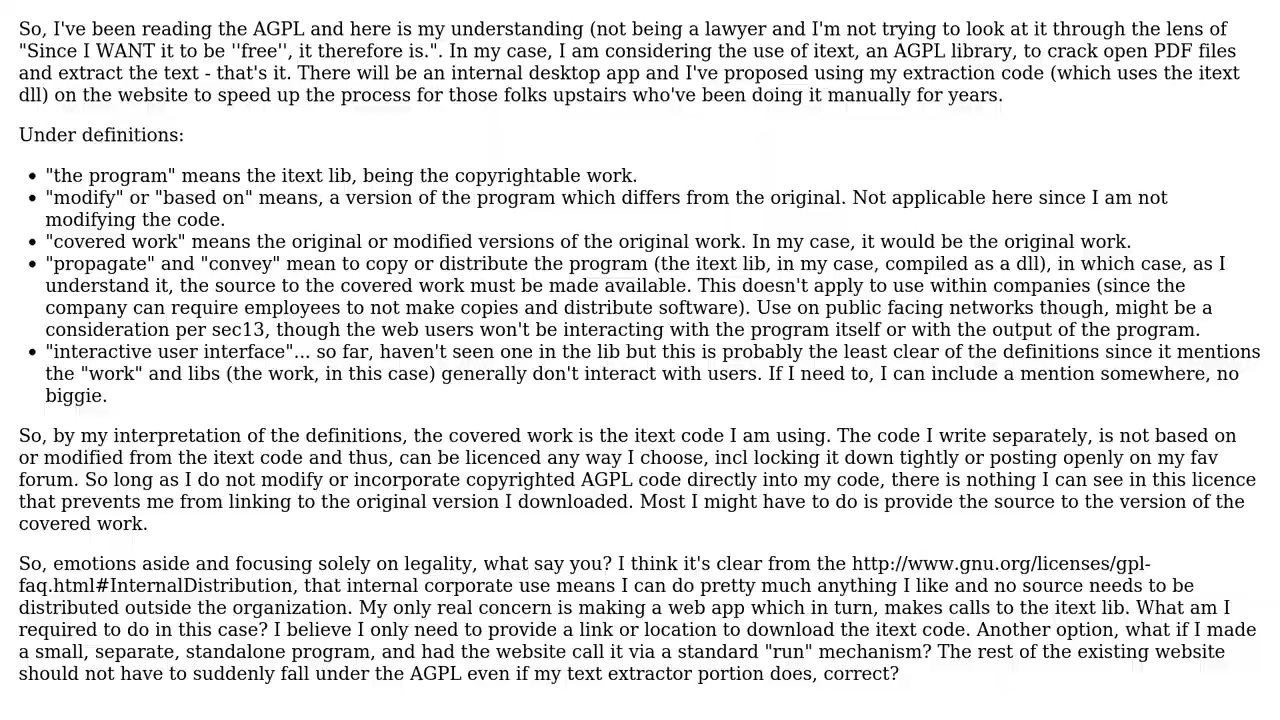 So, I've been reading the AGPL and here is my understanding (not being a lawyer and I'm not trying to look at it through the lens of
"Since I WANT it to be ''free'', it therefore is.". In my case, I am considering the use of itext, an AGPL library, to crack open PDF files
and extract the text - that's it. There will be an internal desktop app and I've proposed using my extraction code (which uses the itext
dll) on the website to speed up the process for those folks upstairs who've been doing it manually for years.
Under definitions:
• "the program" means the itext lib, being the copyrightable work.
• "modify" or "based on" means, a version of the program which differs from the original. Not applicable here since I am not
modifying the code.
• "covered work" means the original or modified versions of the original work. In my case, it would be the original work.
• "propagate" and "convey" mean to copy or distribute the program (the itext lib, in my case, compiled as a dll), in which case, as I
understand it, the source to the covered work must be made available. This doesn't apply to use within companies (since the
company can require employees to not make copies and distribute software). Use on public facing networks though, might be a
consideration per sec13, though the web users won't be interacting with the program itself or with the output of the program.
• "interactive user interface"... so far, haven't seen one in the lib but this is probably the least clear of the definitions since it mentions
the "work" and libs (the work, in this case) generally don't interact with users. If I need to, I can include a mention somewhere, no
biggie.
So, by my interpretation of the definitions, the covered work is the itext code I am using. The code I write separately, is not based on
or modified from the itext code and thus, can be licenced any way I choose, incl locking it down tightly or posting openly on my fav
forum. So long as I do not modify or incorporate copyrighted AGPL code directly into my code, there is nothing I can see in this licence
that prevents me from linking to the original version I downloaded. Most I might have to do is provide the source to the version of the
covered work.
So, emotions aside and focusing solely on legality, what say you? I think it's clear from the http://www.gnu.org/licenses/gpl-
faq.html#InternalDistribution, that internal corporate use means I can do pretty much anything I like and no source needs to be
distributed outside the organization. My only real concern is making a web app which in turn, makes calls to the itext lib. What am I
required to do in this case? I believe I only need to provide a link or location to download the itext code. Another option, what if I made
a small, separate, standalone program, and had the website call it via a standard "run" mechanism? The rest of the existing website
should not have to suddenly fall under the AGPL even if my text extractor portion does, correct?